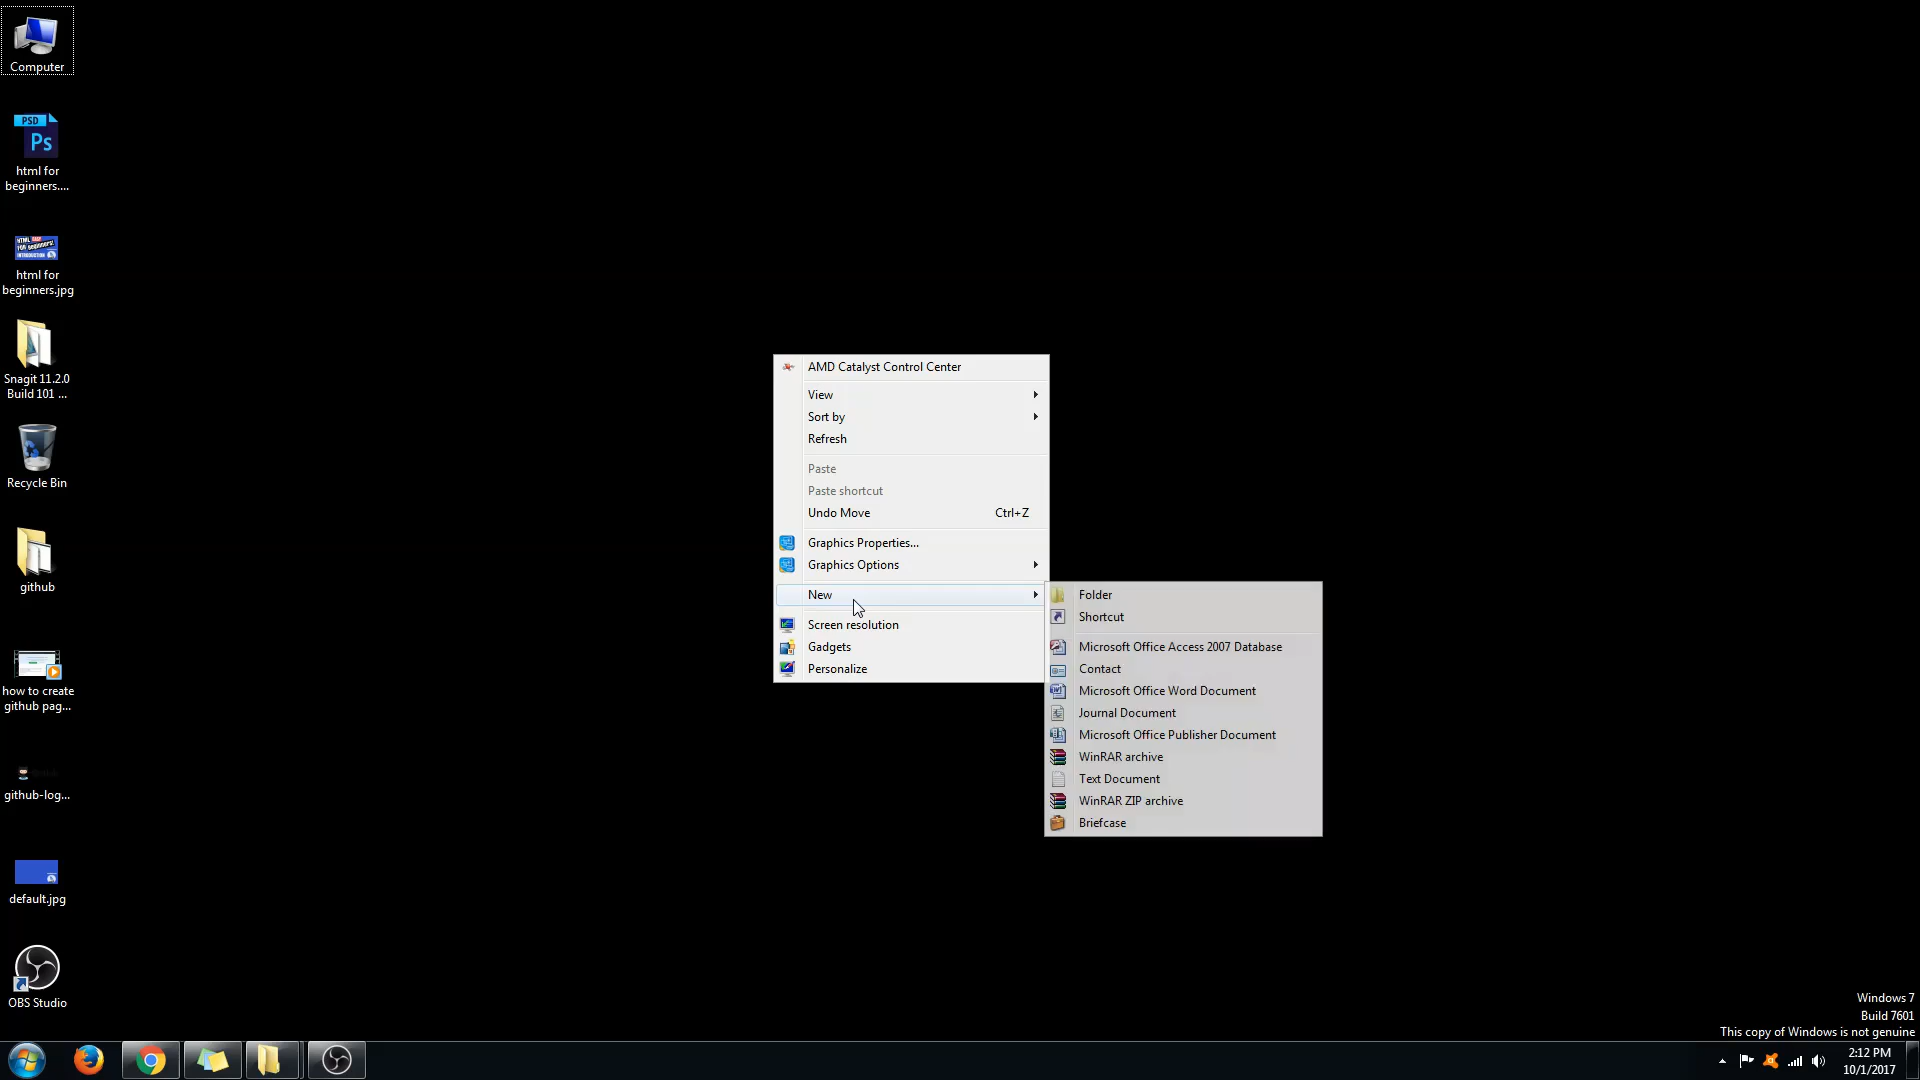 Computer
PSD
Ps
html for
beginners....
html for
beginners.jpg
Snagit 11.2.0
Build 101 ...
Recycle Bin
github
how to create
github pag...
github-log...
default.jpg
OBS Studio
AMD Catalyst Control Center
View
Sort by
Refresh
Paste
Paste shortcut
Undo Move Ctrl+Z
Graphics Properties...
Graphics Options
New
Screen resolution
Gadgets
Personalize
Folder
Shortcut
Microsoft Office Access 2007 Database
Contact
Microsoft Office Word Document
Journal Document
Microsoft Office Publisher Document
WinRAR archive
Text Document
WinRAR ZIP archive
Briefcase
Windows 7
Build 7601
This copy of Windows is not genuine
2:12 PM
10/1/2017